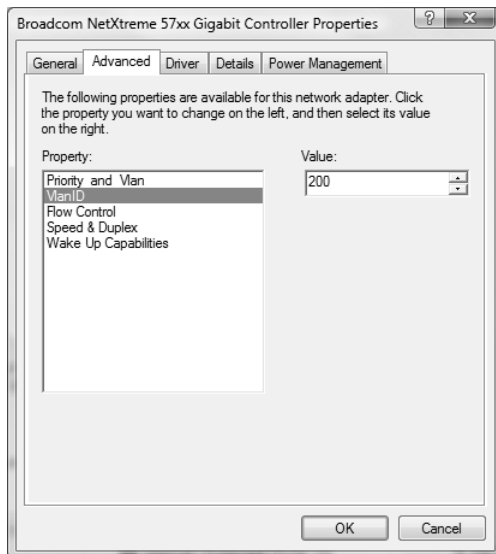 Broadcom NetXtreme 57xx Gigabit Controller Properties
General Advanced Driver Details Power Management
The following properties are available for this network adapter. Click
the property you want to change on the left, and then select its value
on the right.
Property:
Value:
Priority and Vlan
VlanID
Flow Control
Speed & Duplex
Wake Up Capabilities
200
OK Cancel